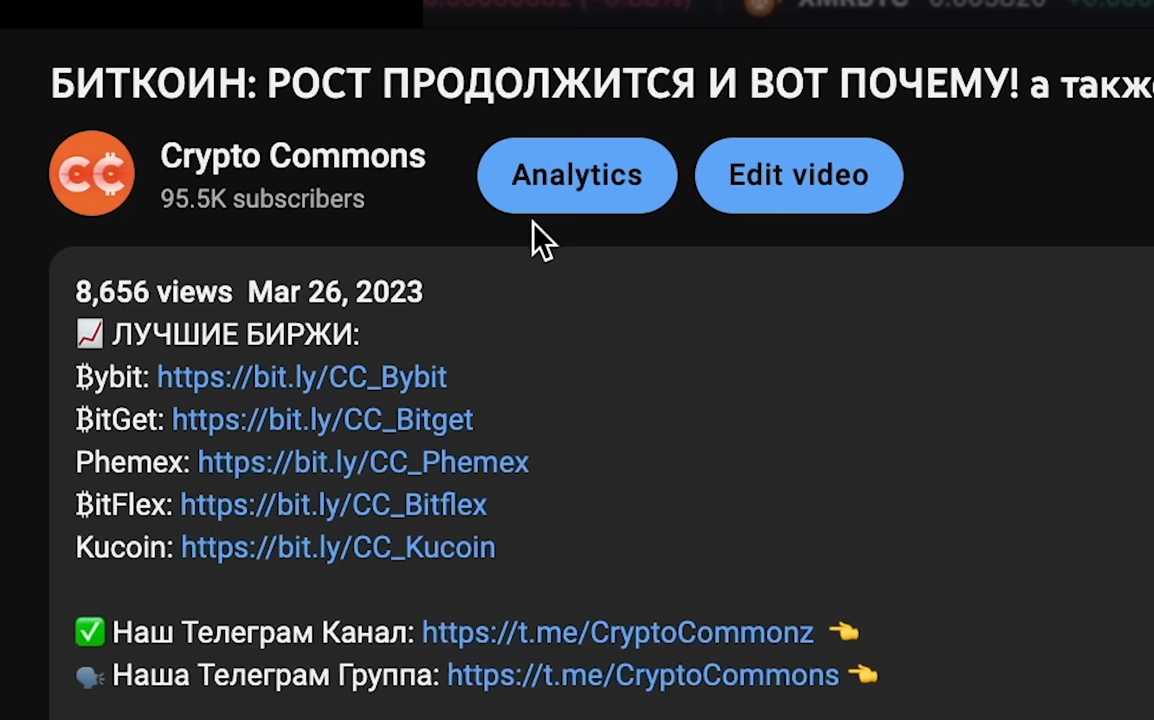 XMRBTC
БИТКОИН: РОСТ ПРОДОЛЖИТСЯ И ВОТ ПОЧЕМУ! а также
Crypto Commons
95.5K subscribers
Analytics
Edit video
8,656 views Mar 26, 2023
📈 ЛУЧШИЕ БИРЖИ:
₿ybit: https://bit.ly/CC_Bybit
₿itGet: https://bit.ly/CC_Bitget
Phemex: https://bit.ly/CC_Phemex
₿itFlex: https://bit.ly/CC_Bitflex
Kucoin: https://bit.ly/CC_Kucoin
✅ Наш Телеграм Канал: https://t.me/CryptoCommonz 👈
🗣 Наша Телеграм Группа: https://t.me/CryptoCommons 👈